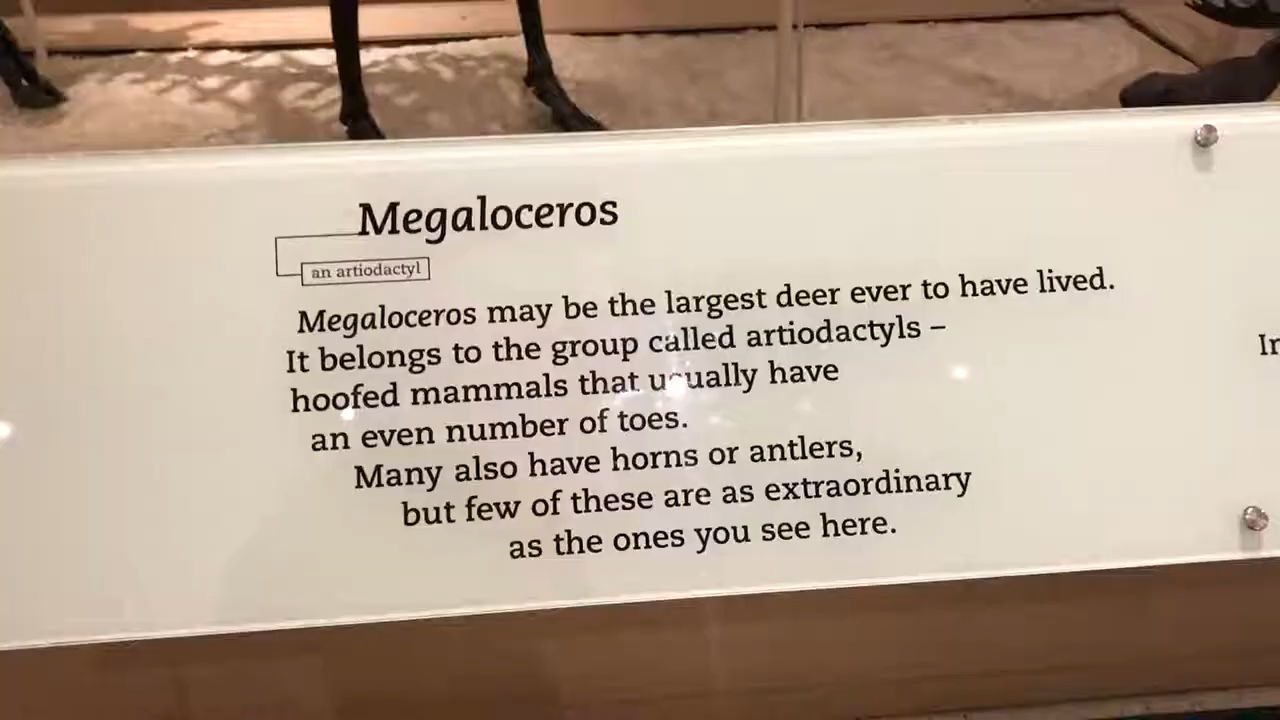 Megaloceros
an artiodactyl
Megaloceros may be the largest deer ever to have lived.
It belongs to the group called artiodactyls –
hoofed mammals that usually have
an even number of toes.
Many also have horns or antlers,
but few of these are as extraordinary
as the ones you see here.